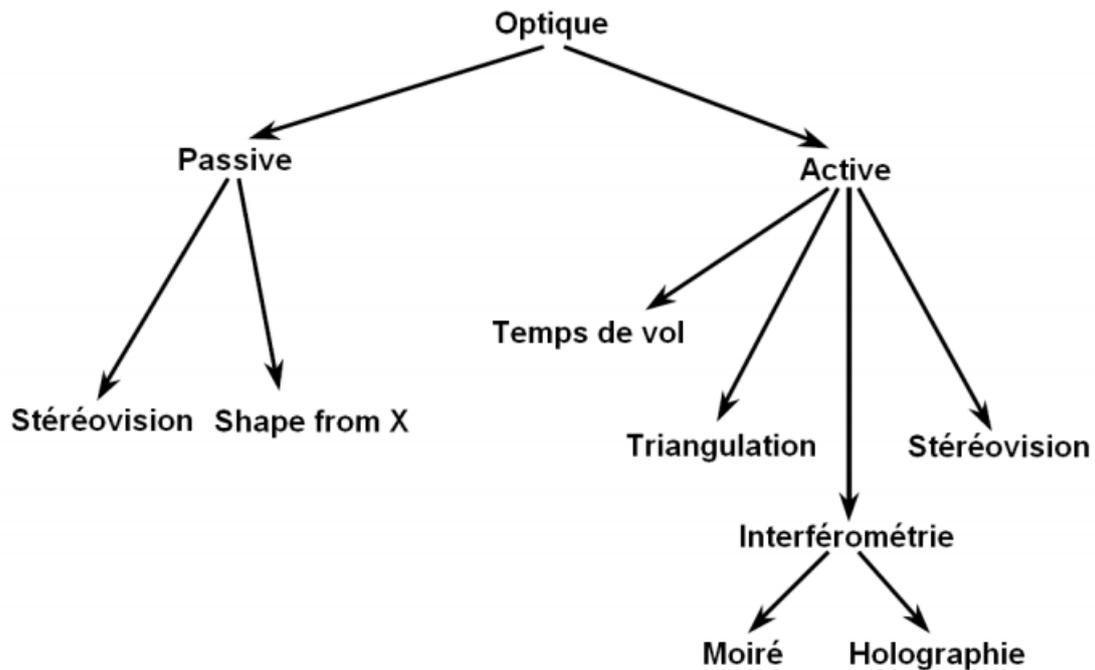 Optique
Passive
Active
Temps de vol
Stéréovision
Shape from X
Triangulation
Stéréovision
Interférométrie
Moiré
Holographie